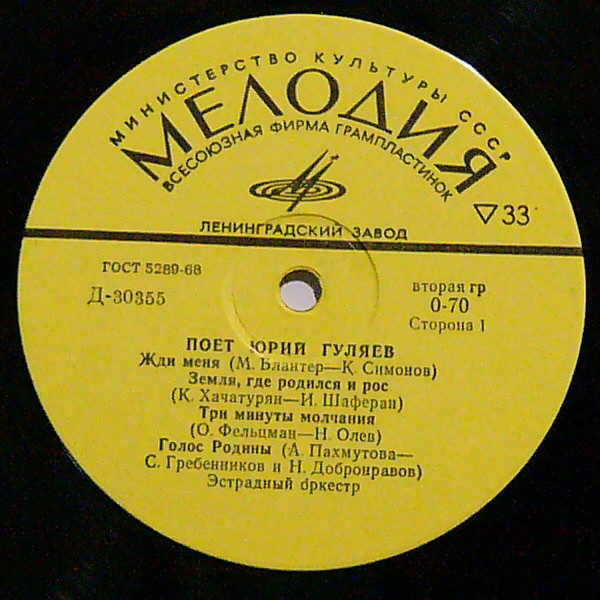 МИНИСТЕРСТВО КУЛЬТУРЫ СССР
МЕЛОДИЯ
ВСЕСОЮЗНАЯ ФИРМА ГРАМПЛАСТИНОК
▽33
ЛЕНИНГРАДСКИЙ ЗАВОД
ГОСТ 5289-68
Д-30355
вторая гр
0-70
Сторона 1
ПОЕТ ЮРИЙ ГУЛЯЕВ
Жди меня (М. Блантер—К. Симонов)
Земля, где родился и рос
(К. Хачатурян—И. Шаферан)
Три минуты молчания
(О. Фельцман—Н. Олев)
Голос Родины (А. Пахмутова—
С. Гребенников и Н. Добронравов)
Эстрадный оркестр